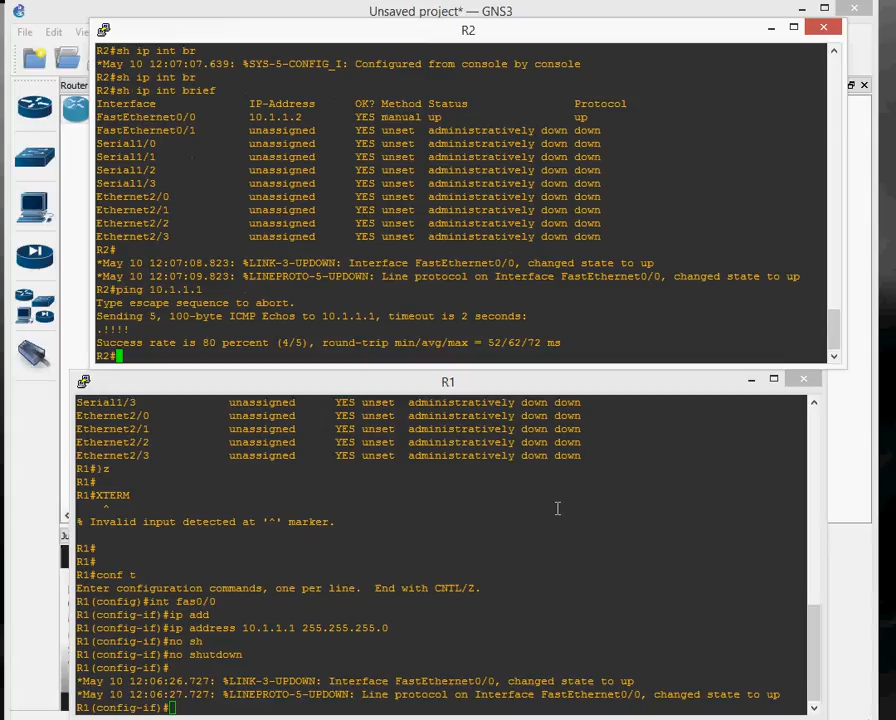 Unsaved project* — GNS3
File
Edit
Router
R2
R2#sh ip int br
*May 10 12:07:07.639: %SYS-5-CONFIG_I: Configured from console by console
R2#sh ip int br
R2#sh ip int brief
Interface IP-Address OK? Method Status Protocol
FastEthernet0/0 10.1.1.2 YES manual up up
FastEthernet0/1 unassigned YES unset administratively down down
Serial1/0 unassigned YES unset administratively down down
Serial1/1 unassigned YES unset administratively down down
Serial1/2 unassigned YES unset administratively down down
Serial1/3 unassigned YES unset administratively down down
Ethernet2/0 unassigned YES unset administratively down down
Ethernet2/1 unassigned YES unset administratively down down
Ethernet2/2 unassigned YES unset administratively down down
Ethernet2/3 unassigned YES unset administratively down down
R2#
*May 10 12:07:08.823: %LINK-3-UPDOWN: Interface FastEthernet0/0, changed state to up
*May 10 12:07:09.823: %LINEPROTO-5-UPDOWN: Line protocol on Interface FastEthernet0/0, changed state to up
R2#ping 10.1.1.1
Type escape sequence to abort.
Sending 5, 100-byte ICMP Echos to 10.1.1.1, timeout is 2 seconds:
.!!!!
Success rate is 80 percent (4/5), round-trip min/avg/max = 52/62/72 ms
R2#
R1
Serial1/3 unassigned YES unset administratively down down
Ethernet2/0 unassigned YES unset administratively down down
Ethernet2/1 unassigned YES unset administratively down down
Ethernet2/2 unassigned YES unset administratively down down
Ethernet2/3 unassigned YES unset administratively down down
R1#}z
R1#
R1#XTERM
^
% Invalid input detected at '^' marker.
R1#
R1#
R1#conf t
Enter configuration commands, one per line. End with CNTL/Z.
R1(config)#int fas0/0
R1(config-if)#ip add
R1(config-if)#ip address 10.1.1.1 255.255.255.0
R1(config-if)#no sh
R1(config-if)#no shutdown
R1(config-if)#
*May 10 12:06:26.727: %LINK-3-UPDOWN: Interface FastEthernet0/0, changed state to up
*May 10 12:06:27.727: %LINEPROTO-5-UPDOWN: Line protocol on Interface FastEthernet0/0, changed state to up
R1(config-if)#